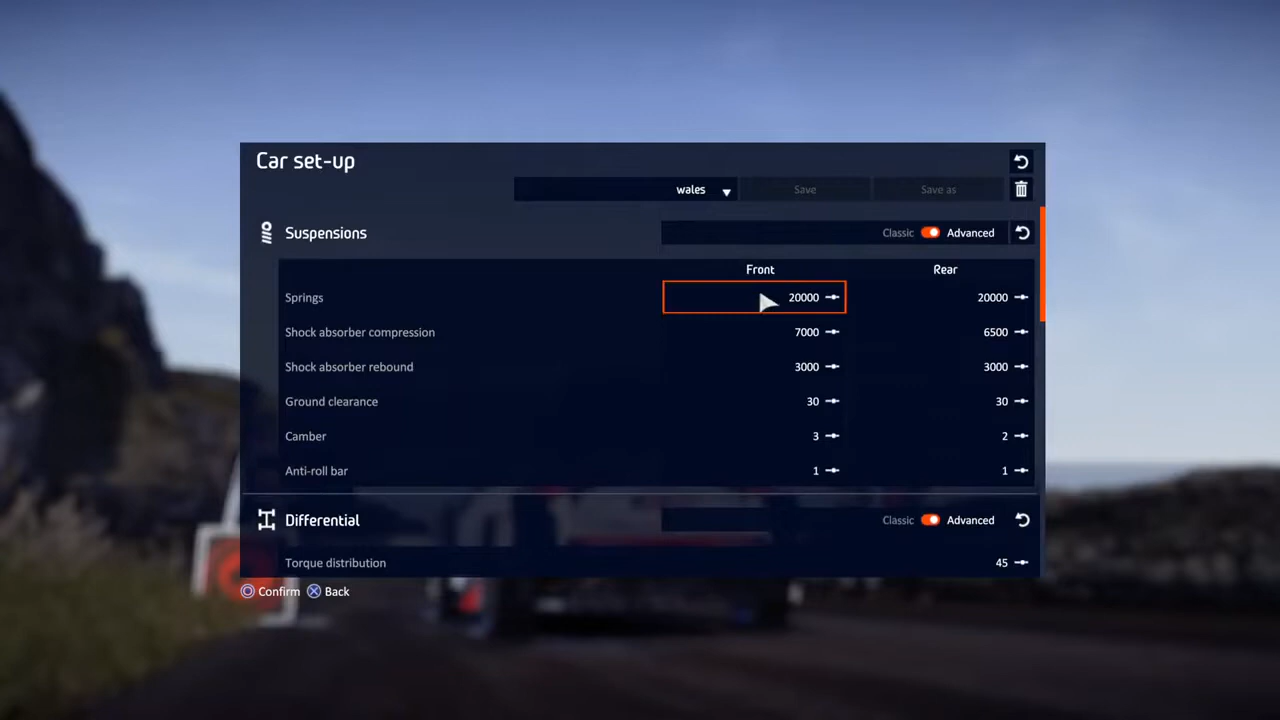 Car set-up
wales Save Save as
Suspensions Classic Advanced
Front Rear
Springs 20000 20000
Shock absorber compression 7000 6500
Shock absorber rebound 3000 3000
Ground clearance 30 30
Camber 3 2
Anti-roll bar 1 1
Differential Classic Advanced
Torque distribution 45
Confirm Back